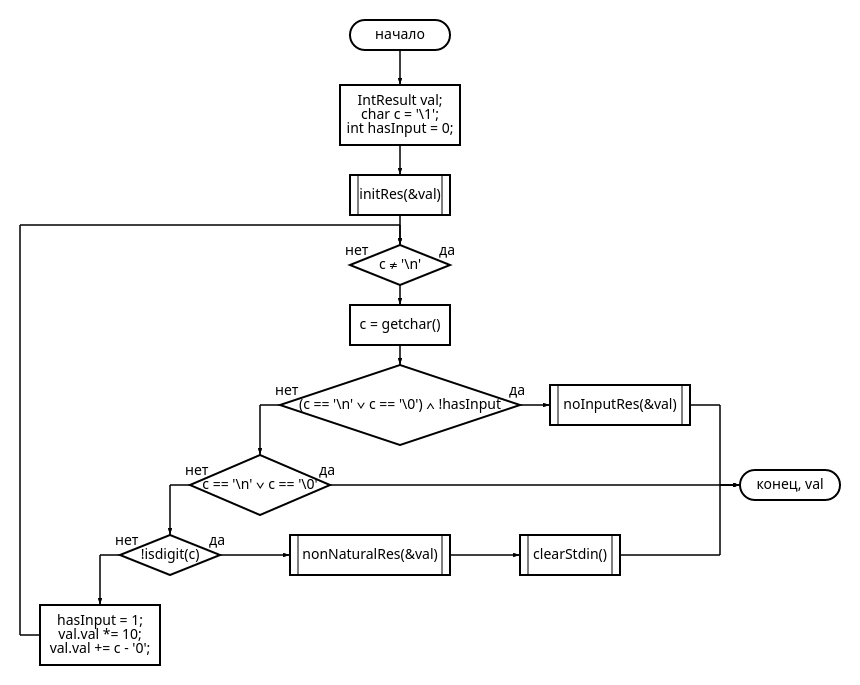 начало
IntResult val;
char c = '\1';
int hasInput = 0;
initRes(&val)
нет
да
c ≠ '\n'
c = getchar()
нет
да
(c == '\n' ∨ c == '\0') ∧ !hasInput
noInputRes(&val)
нет
да
c == '\n' ∨ c == '\0'
конец, val
нет
да
!isdigit(c)
nonNaturalRes(&val)
clearStdin()
hasInput = 1;
val.val *= 10;
val.val += c - '0';